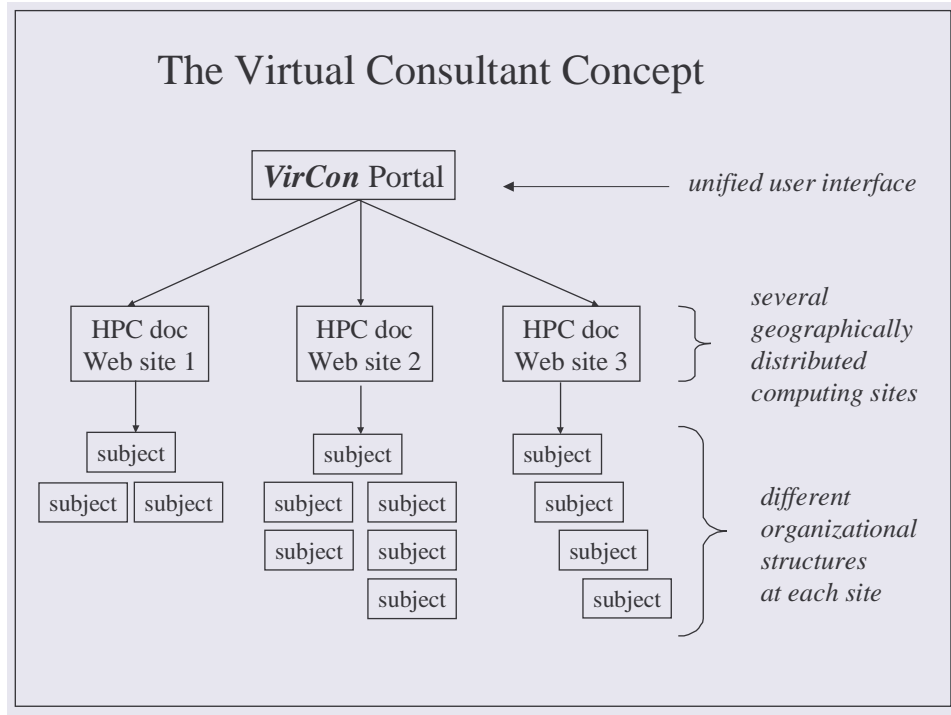 The Virtual Consultant Concept
VirCon Portal
unified user interface
HPC doc
Web site 1
HPC doc
Web site 2
HPC doc
Web site 3
several
geographically
distributed
computing sites
subject
subject subject
subject
subject subject
subject subject
subject
subject
subject
subject
subject
different
organizational
structures
at each site